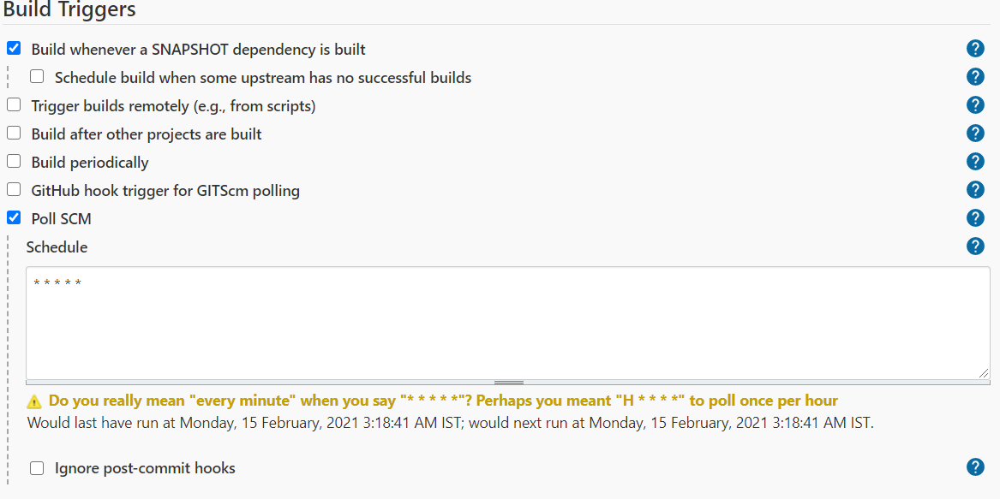 Build Triggers
Build whenever a SNAPSHOT dependency is built
?
Schedule build when some upstream has no successful builds
?
Trigger builds remotely (e.g., from scripts)
?
Build after other projects are built
?
Build periodically
?
GitHub hook trigger for GITScm polling
?
Poll SCM
?
Schedule
?
* * * * *
Do you really mean "every minute" when you say "* * * * *"? Perhaps you meant "H * * * *" to poll once per hour
Would last have run at Monday, 15 February, 2021 3:18:41 AM IST; would next run at Monday, 15 February, 2021 3:18:41 AM IST.
Ignore post-commit hooks
?